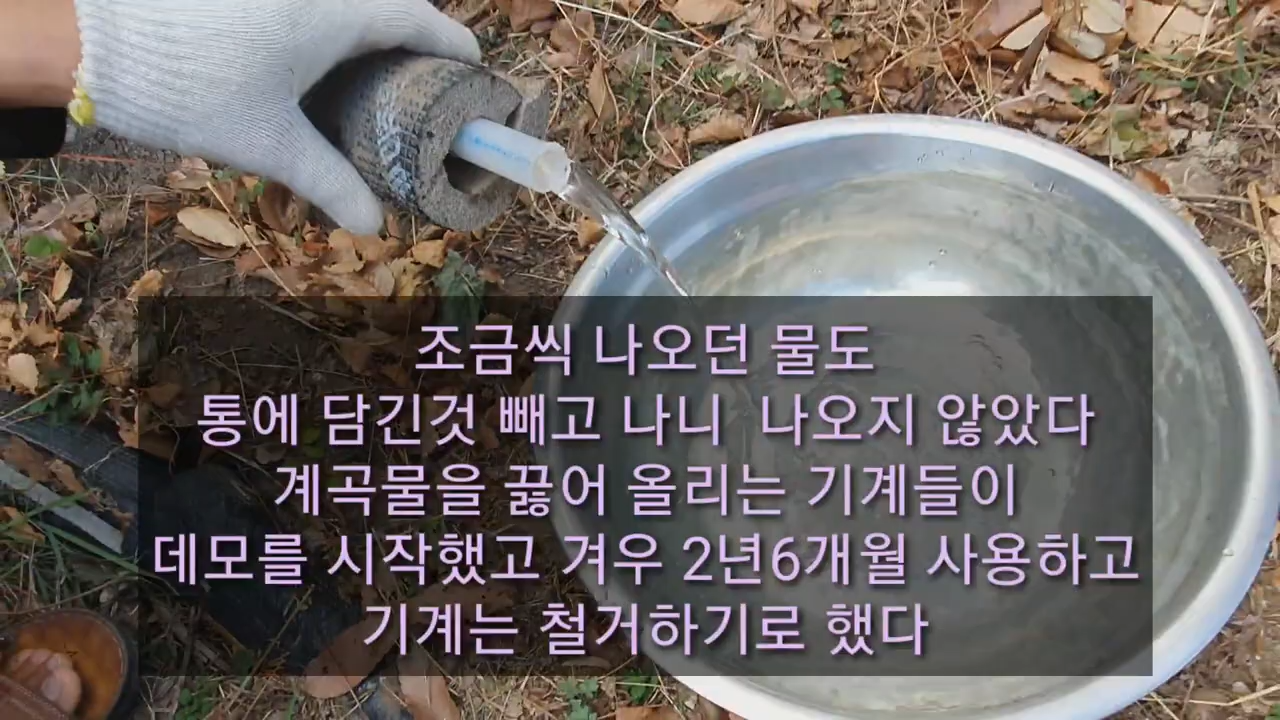 조금씩 나오던 물도
통에 담긴것 빼고 나니 나오지 않았다
계곡물을 끓어 올리는 기계들이
데모를 시작했고 겨우 2년6개월 사용하고
기계는 철거하기로 했다